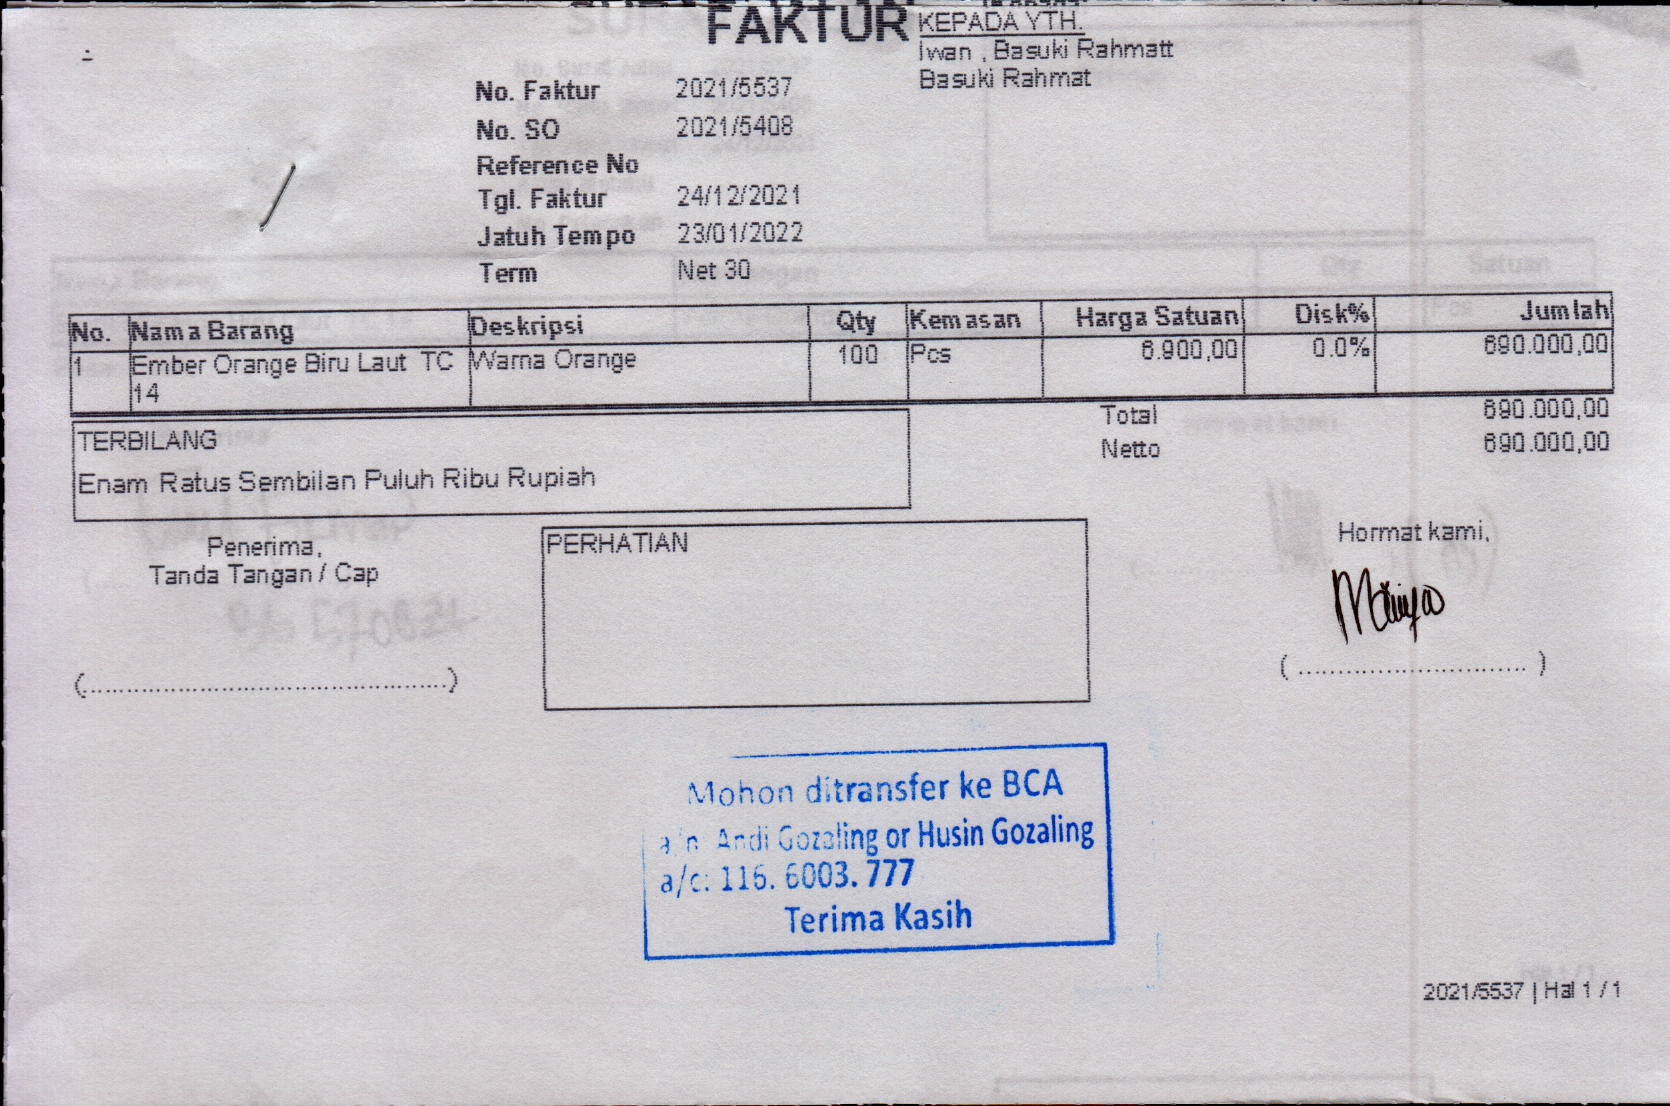 FAKTUR
KEPADA YTH.
Iwan , Basuki Rahmatt
Basuki Rahmat
No. Faktur 2021/5537
No. SO 2021/5408
Reference No
Tgl. Faktur 24/12/2021
Jatuh Tempo 23/01/2022
Term Net 30
No. Nama Barang Deskripsi Qty Kemasan Harga Satuan Disk% Jumlah
1 Ember Orange Biru Laut TC Warna Orange 100 Pcs 6.900,00 0.0% 690.000,00
14
Total 690.000,00
Netto 690.000,00
TERBILANG
Enam Ratus Sembilan Puluh Ribu Rupiah
Penerima,
Tanda Tangan / Cap
(..................................................)
PERHATIAN
Hormat kami,
( ............................. )
Mohon ditransfer ke BCA
a/n. Andi Gozaling or Husin Gozaling
a/c: 116. 6003. 777
Terima Kasih
2021/5537 | Hal 1 / 1